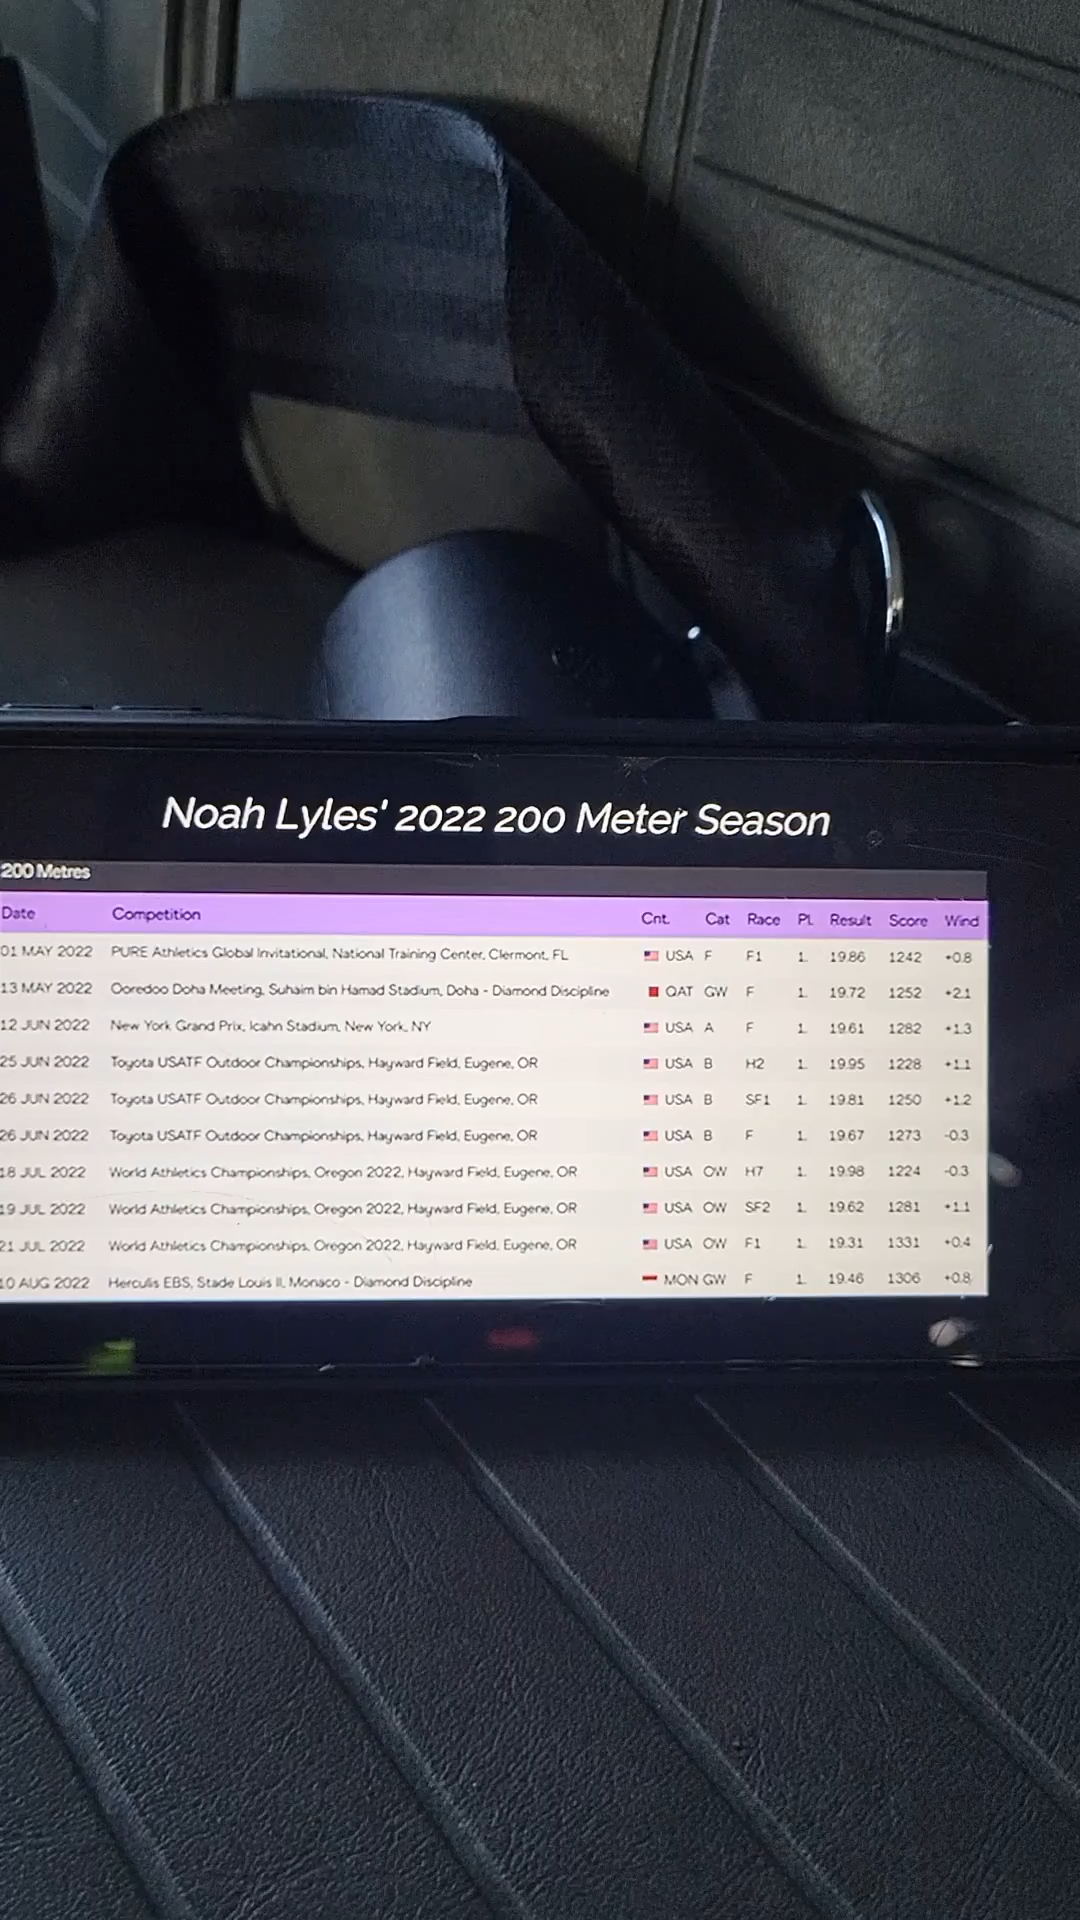 Noah Lyles' 2022 200 Meter Season
200 Metres
Date Competition Cnt. Cat Race Pl. Result Score Wind
01 MAY 2022 PURE Athletics Global Invitational, National Training Center, Clermont, FL USA F F1 1. 19.86 1242 +0.8
13 MAY 2022 Ooredoo Doha Meeting, Suhaim bin Hamad Stadium, Doha - Diamond Discipline QAT GW F 1. 19.72 1252 +2.1
12 JUN 2022 New York Grand Prix, Icahn Stadium, New York, NY USA A F 1. 19.61 1282 +1.3
25 JUN 2022 Toyota USATF Outdoor Championships, Hayward Field, Eugene, OR USA B H2 1. 19.95 1228 +1.1
26 JUN 2022 Toyota USATF Outdoor Championships, Hayward Field, Eugene, OR USA B SF1 1. 19.81 1250 +1.2
26 JUN 2022 Toyota USATF Outdoor Championships, Hayward Field, Eugene, OR USA B F 1. 19.67 1273 -0.3
18 JUL 2022 World Athletics Championships, Oregon 2022, Hayward Field, Eugene, OR USA OW H7 1. 19.98 1224 -0.3
19 JUL 2022 World Athletics Championships, Oregon 2022, Hayward Field, Eugene, OR USA OW SF2 1. 19.62 1281 +1.1
21 JUL 2022 World Athletics Championships, Oregon 2022, Hayward Field, Eugene, OR USA OW F1 1. 19.31 1331 +0.4
10 AUG 2022 Herculis EBS, Stade Louis II, Monaco - Diamond Discipline MON GW F 1. 19.46 1306 +0.8